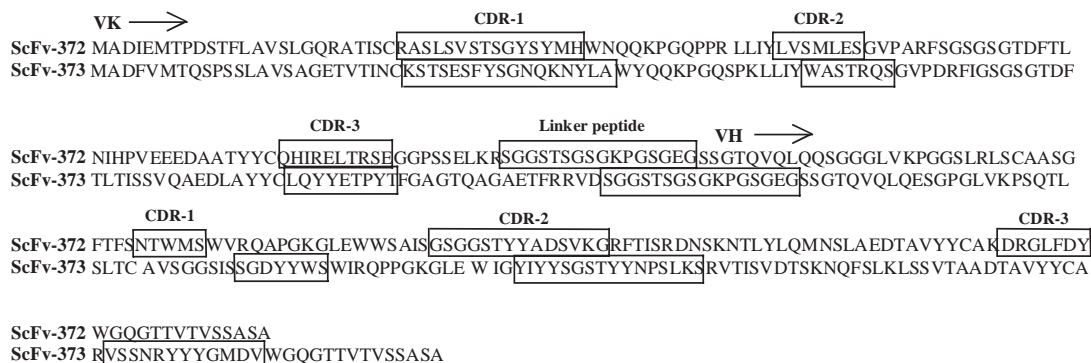 VK
CDR-1 CDR-2
ScFv-372 MADIEMTPDSTFLAVSLGQRATISCRASLSVSTSGYSYMHWNQQKPGQPPR LLIYLVSMLESGVPARFSGSGSGTDFTL
ScFv-373 MADFVMTQSPSSLAVSAGETVTINCKSTSESFYSGNQKNYLAWYQQKPGQSPKLLIYWASTRQSGVPDRFIGSGSGTDF
CDR-3 Linker peptide VH
ScFv-372 NIHPVEEEDAATYYCQHIRELTRSEGGPSSELKRSGGSTSGSGKPGSGEGSSGTQVQLQQSGGGLVKPGGSLRLSCAASG
ScFv-373 TLTISSVQAEDLAYYCLQYYETPYTFGAGTQAGAETFRRVDSGGSTSGSGKPGSGEGSSGTQVQLQESGPGLVKPSQTL
CDR-1 CDR-2 CDR-3
ScFv-372 FTFSNTWMSWVRQAPGKGLEWWSAISGSGGSTYYADSVKGRFTISRDNSKNTLYLQMNSLAEDTAVYYCAKDRGLFDY
ScFv-373 SLTC AVSGGSISSGDYYWSWIRQPPGKGLE W IGYIYYSGSTYYNPSLKSRVTISVDTSKNQFSLKLSSVTAADTAVYYCA
ScFv-372 WGQGTTVTVSSASA
ScFv-373 RVSSNRYYYGMDVWGQGTTVTVSSASA